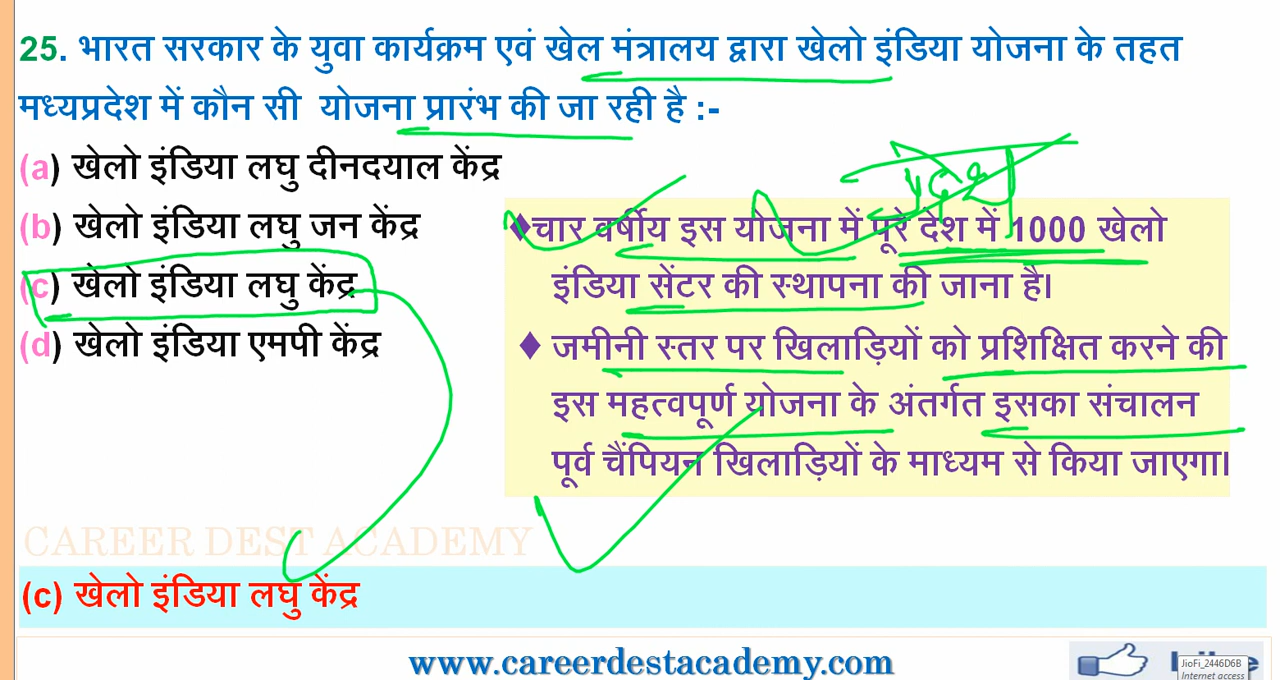 25. भारत सरकार के युवा कार्यक्रम एवं खेल मंत्रालय द्वारा खेलो इंडिया योजना के तहत
मध्यप्रदेश में कौन सी योजना प्रारंभ की जा रही है :-
(a) खेलो इंडिया लघु दीनदयाल केंद्र
(b) खेलो इंडिया लघु जन केंद्र
(c) खेलो इंडिया लघु केंद्र
(d) खेलो इंडिया एमपी केंद्र
♦चार वर्षीय इस योजना में पूरे देश में 1000 खेलो
इंडिया सेंटर की स्थापना की जाना है।
♦ जमीनी स्तर पर खिलाड़ियों को प्रशिक्षित करने की
इस महत्वपूर्ण योजना के अंतर्गत इसका संचालन
पूर्व चैंपियन खिलाड़ियों के माध्यम से किया जाएगा।
CAREER DEST ACADEMY
(c) खेलो इंडिया लघु केंद्र
www.careerdestacademy.com
JioFi_2446D6B
Internet access